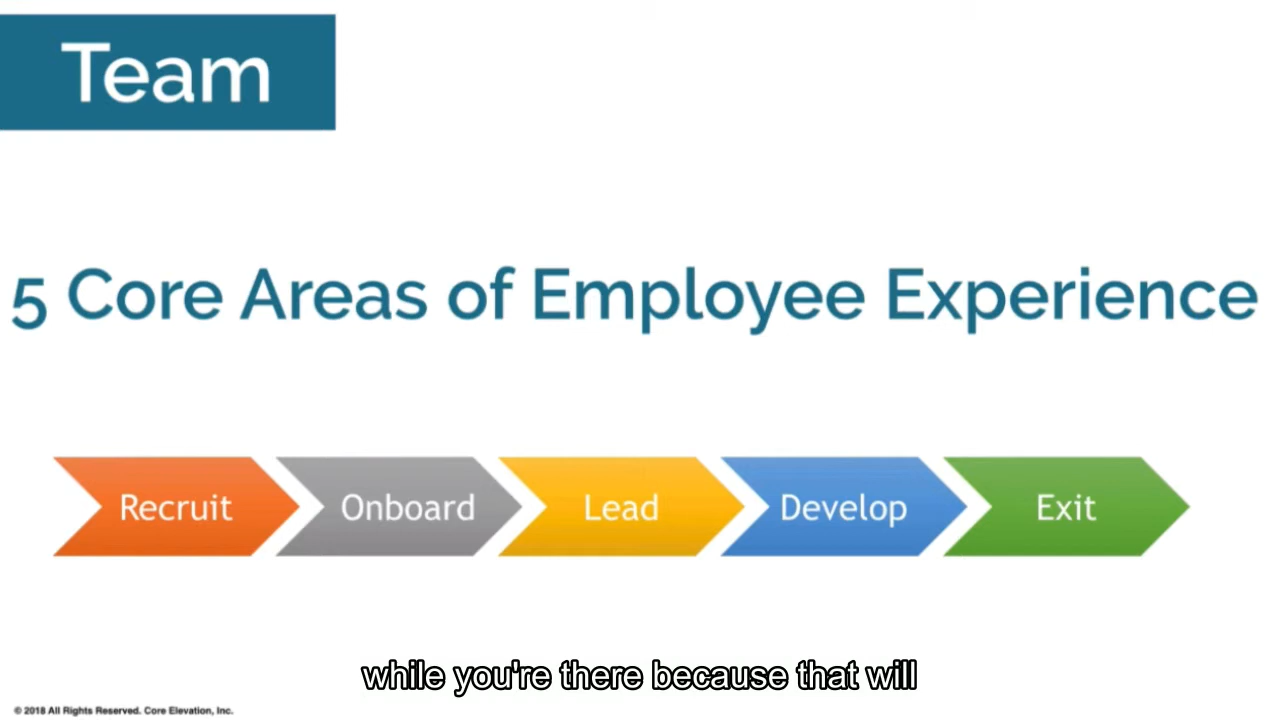 Team
5 Core Areas of Employee Experience
Recruit Onboard Lead Develop Exit
while you're there because that will
© 2018 All Rights Reserved. Core Elevation, Inc.